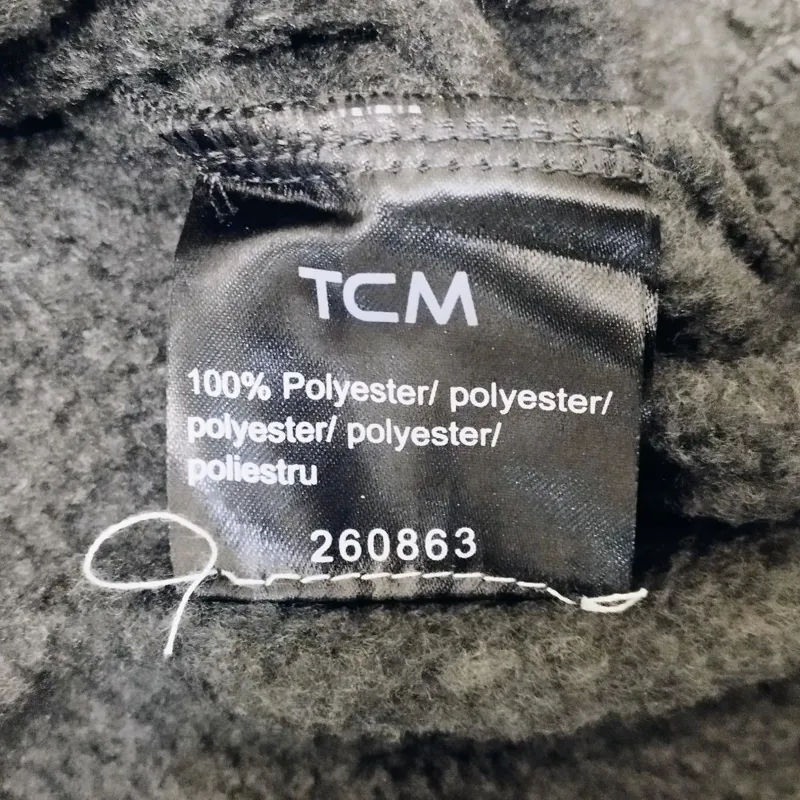 TCM
100% Polyester/ polyester/
polyester/ polyester/
poliestru
260863